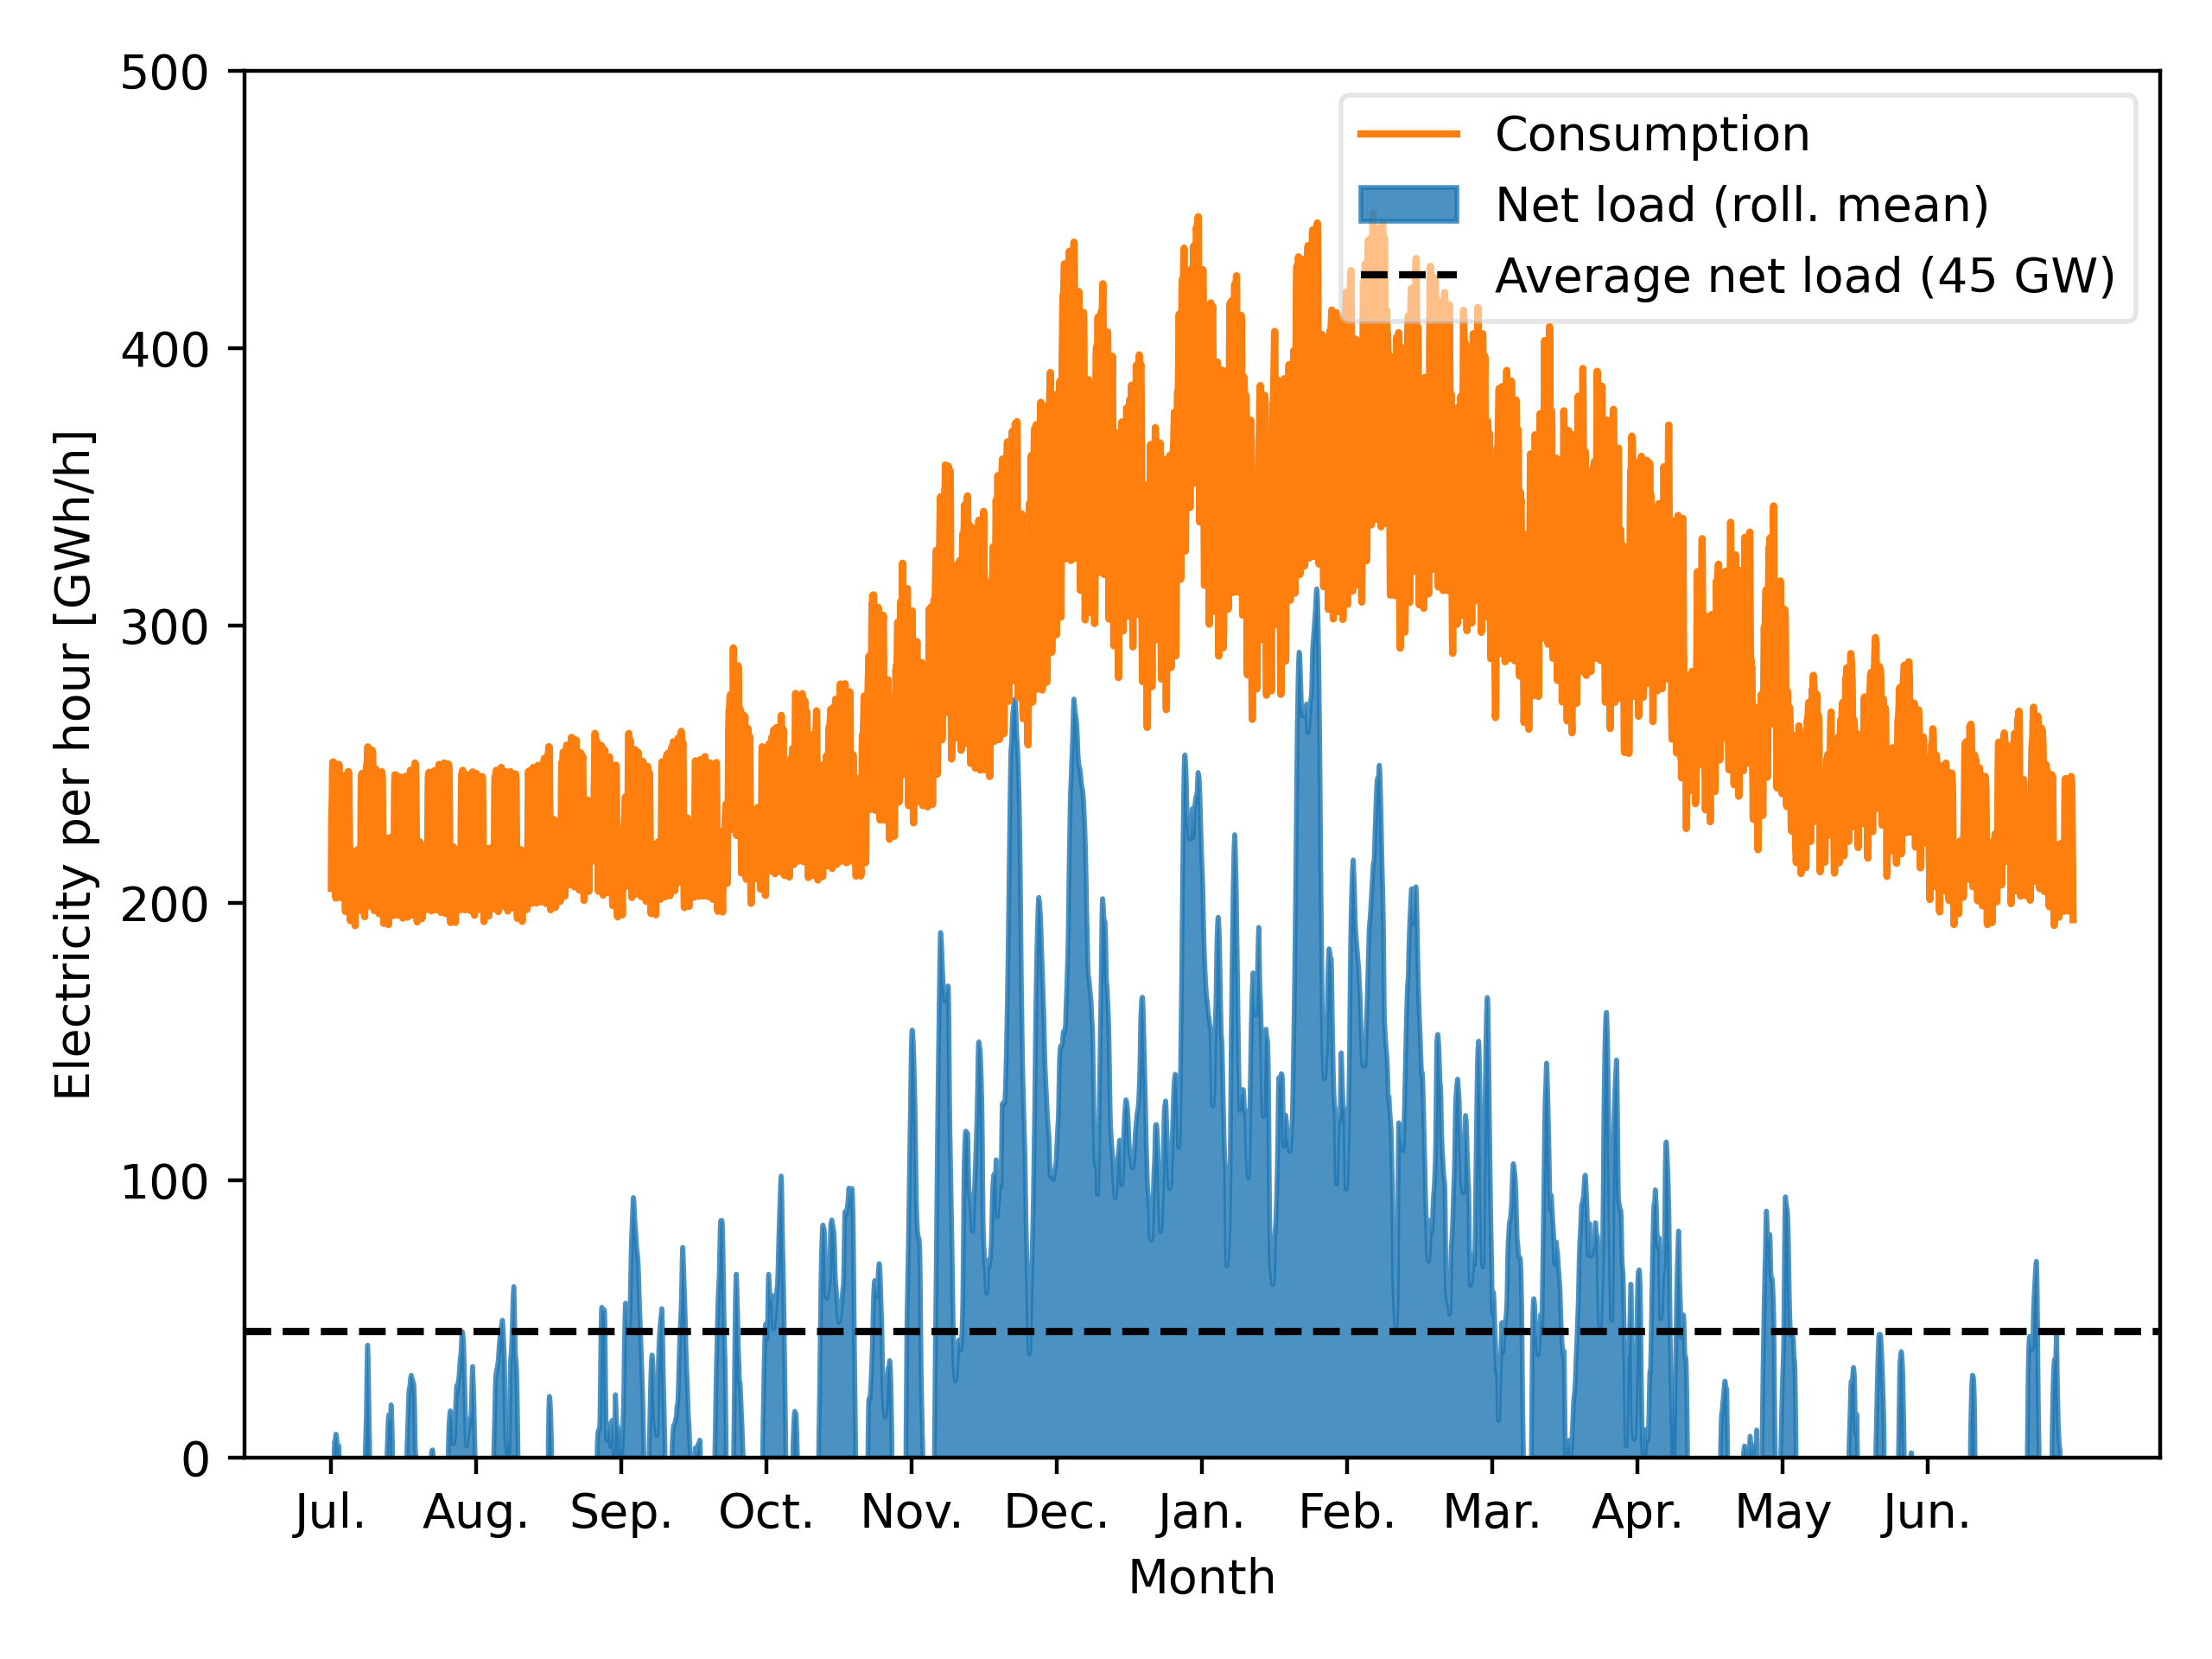 500
400
300
200
100
0
Electricity per hour [GWh/h]
Consumption
Net load (roll. mean)
Average net load (45 GW)
Jul. Aug. Sep. Oct. Nov. Dec. Jan. Feb. Mar. Apr. May Jun.
Month